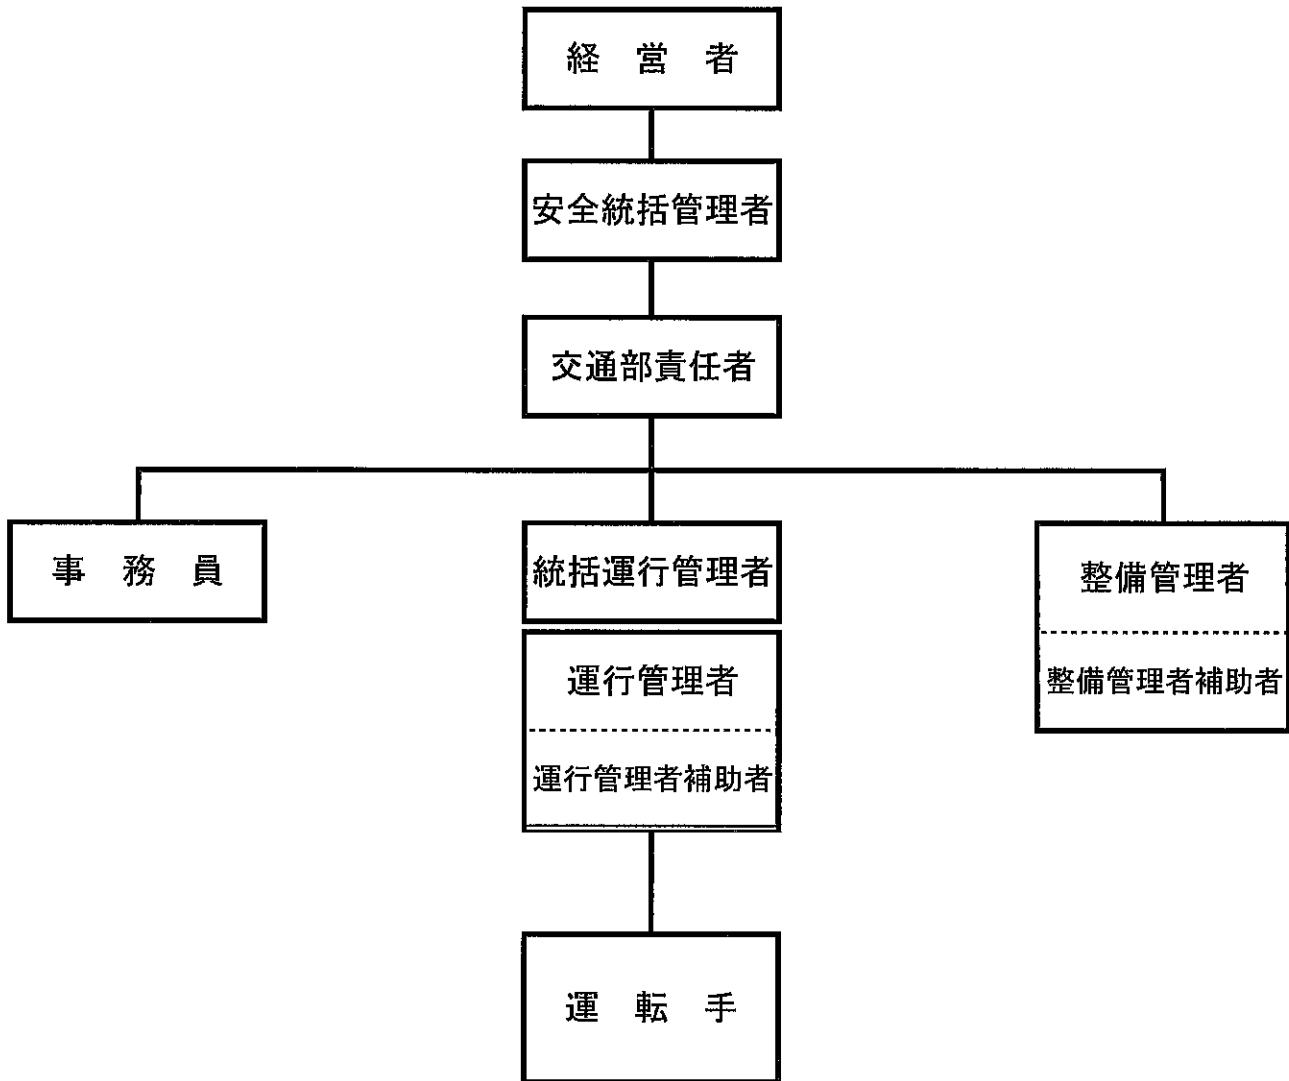 経　営　者
安全統括管理者
交通部責任者
事　務　員
統括運行管理者
運行管理者
運行管理者補助者
整備管理者
整備管理者補助者
運　転　手